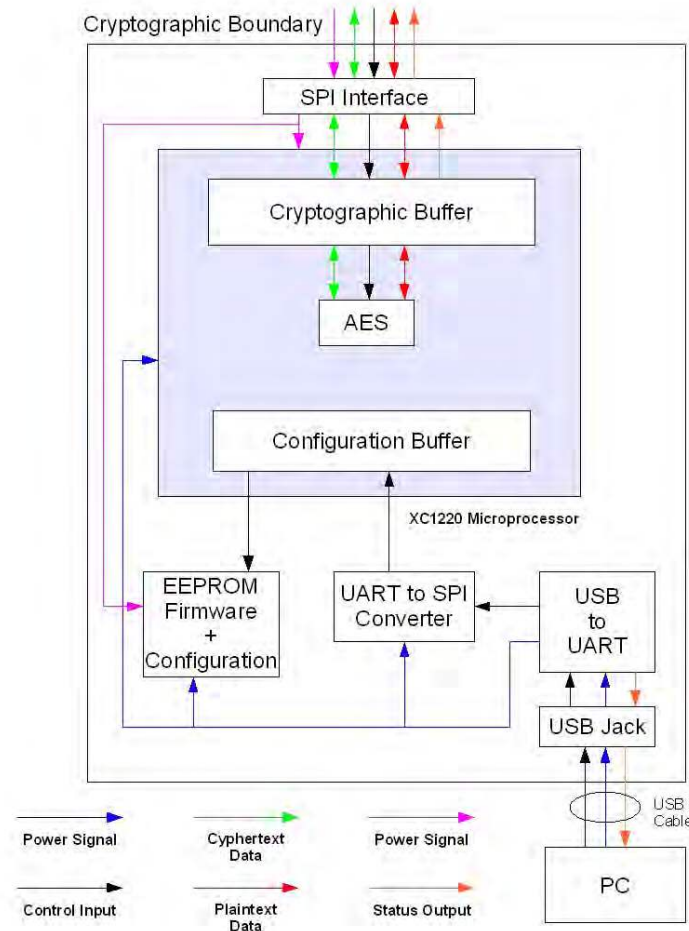 Cryptographic Boundary
SPI Interface
Cryptographic Buffer
AES
Configuration Buffer
XC1220 Microprocessor
EEPROM
Firmware
+
Configuration
UART to SPI
Converter
USB
to
UART
USB Jack
USB
Cable
PC
Power Signal
Cyphertext
Data
Power Signal
Control Input
Plaintext
Data
Status Output